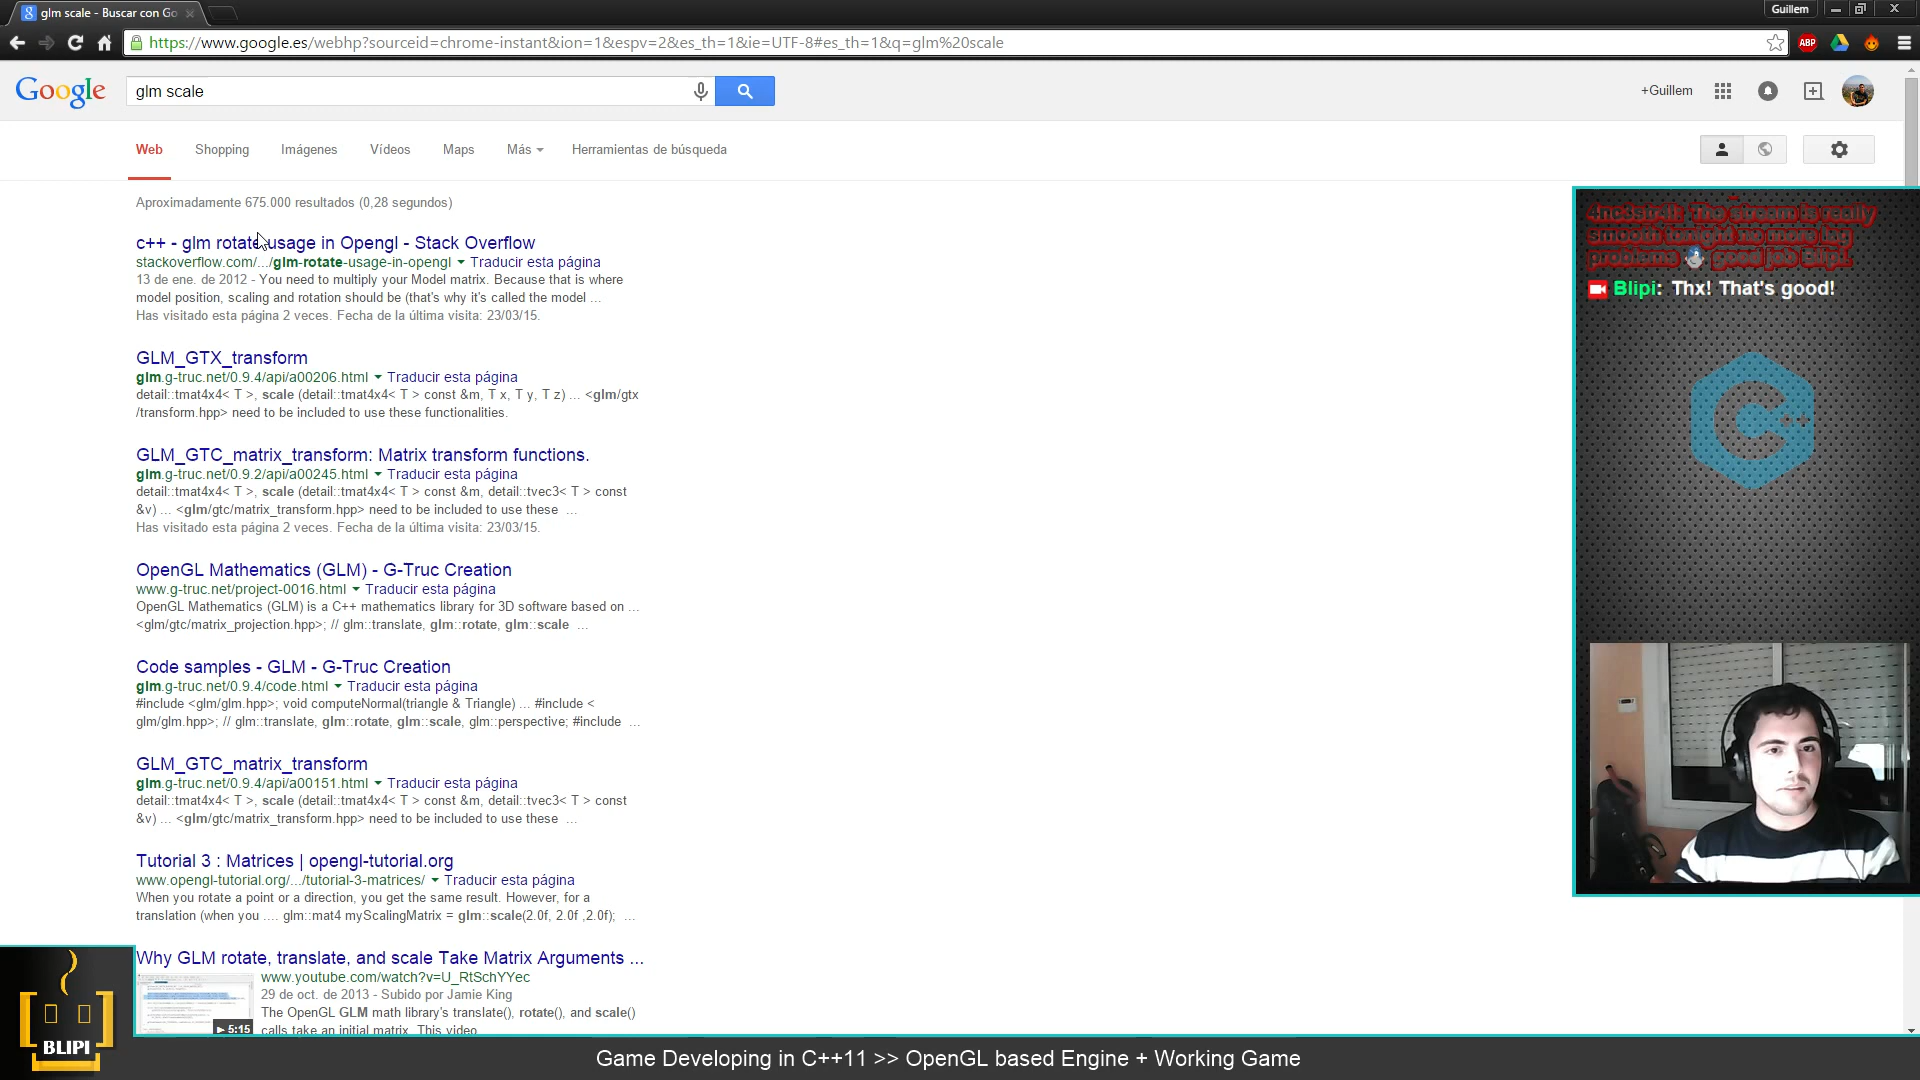 glm scale - Buscar con Go
Guillem
https://www.google.es/webhp?sourceid=chrome-instant&ion=1&espv=2&es_th=1&ie=UTF-8#es_th=1&q=glm%20scale
ABP
Google
glm scale
+Guillem
Web
Shopping
Imágenes
Vídeos
Maps
Más
Herramientas de búsqueda
Aproximadamente 675.000 resultados (0,28 segundos)
c++ - glm rotate usage in Opengl - Stack Overflow
stackoverflow.com/.../glm-rotate-usage-in-opengl Traducir esta página
13 de ene. de 2012 - You need to multiply your Model matrix. Because that is where
model position, scaling and rotation should be (that's why it's called the model ...
Has visitado esta página 2 veces. Fecha de la última visita: 23/03/15.
GLM_GTX_transform
glm.g-truc.net/0.9.4/api/a00206.html Traducir esta página
detail::tmat4x4< T >, scale (detail::tmat4x4< T > const &m, T x, T y, T z) ... <glm/gtx
/transform.hpp> need to be included to use these functionalities.
GLM_GTC_matrix_transform: Matrix transform functions.
glm.g-truc.net/0.9.2/api/a00245.html Traducir esta página
detail::tmat4x4< T >, scale (detail::tmat4x4< T > const &m, detail::tvec3< T > const
&v) ... <glm/gtc/matrix_transform.hpp> need to be included to use these ...
Has visitado esta página 2 veces. Fecha de la última visita: 23/03/15.
OpenGL Mathematics (GLM) - G-Truc Creation
www.g-truc.net/project-0016.html Traducir esta página
OpenGL Mathematics (GLM) is a C++ mathematics library for 3D software based on ...
<glm/gtc/matrix_projection.hpp>; // glm::translate, glm::rotate, glm::scale ...
Code samples - GLM - G-Truc Creation
glm.g-truc.net/0.9.4/code.html Traducir esta página
#include <glm/glm.hpp>; void computeNormal(triangle & Triangle) ... #include <
glm/glm.hpp>; // glm::translate, glm::rotate, glm::scale, glm::perspective; #include ...
GLM_GTC_matrix_transform
glm.g-truc.net/0.9.4/api/a00151.html Traducir esta página
detail::tmat4x4< T >, scale (detail::tmat4x4< T > const &m, detail::tvec3< T > const
&v) ... <glm/gtc/matrix_transform.hpp> need to be included to use these ...
Tutorial 3 : Matrices | opengl-tutorial.org
www.opengl-tutorial.org/.../tutorial-3-matrices/ Traducir esta página
When you rotate a point or a direction, you get the same result. However, for a
translation (when you .... glm::mat4 myScalingMatrix = glm::scale(2.0f, 2.0f ,2.0f); ...
Why GLM rotate, translate, and scale Take Matrix Arguments ...
www.youtube.com/watch?v=U_RtSchYYec
29 de oct. de 2013 - Subido por Jamie King
The OpenGL GLM math library's translate(), rotate(), and scale()
calls take an initial matrix. This video
5:15
4nc3str4l: The stream is really
smooth tonight no more lag
problems good job Blipi.
Blipi: Thx! That's good!
C++
BLIPI
Game Developing in C++11 >> OpenGL based Engine + Working Game